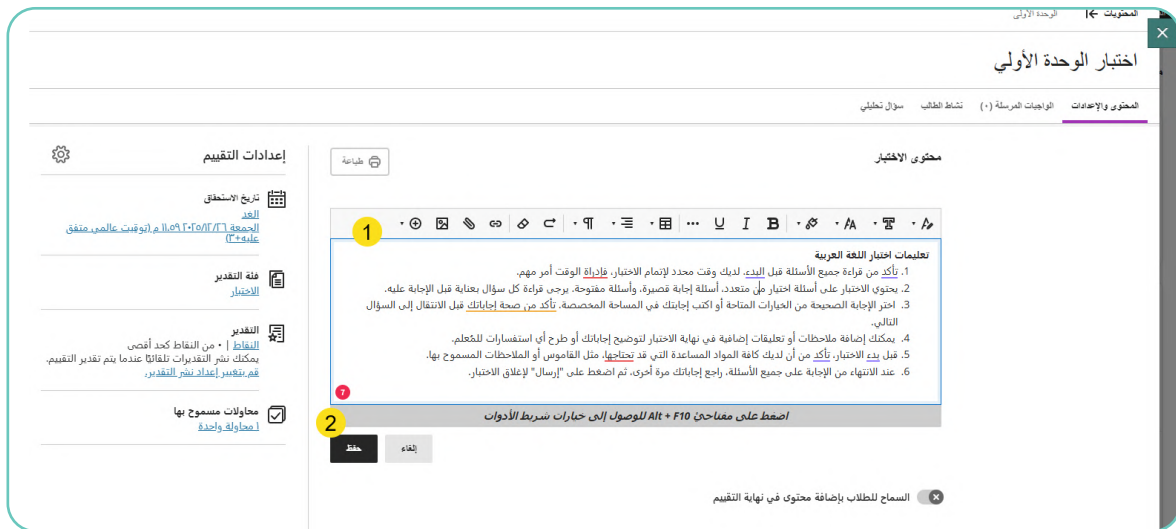 المحتويات
الوحدة الأولى
اختبار الوحدة الأولي
المحتوى والإعدادات الواجبات المرسلة (٠) نشاط الطالب سؤال تحليلي
محتوى الاختبار
طباعة
1
تعليمات اختبار اللغة العربية
1. تأكد من قراءة جميع الأسئلة قبل البدء. لديك وقت محدد لإتمام الاختبار، فإدراة الوقت أمر مهم.
2. يحتوي الاختبار على أسئلة اختيار من متعدد، أسئلة إجابة قصيرة، وأسئلة مفتوحة. يرجى قراءة كل سؤال بعناية قبل الإجابة عليه.
3. اختر الإجابة الصحيحة من الخيارات المتاحة أو اكتب إجابتك في المساحة المخصصة. تأكد من صحة إجاباتك قبل الانتقال إلى السؤال
التالي.
4. يمكنك إضافة ملاحظات أو تعليقات إضافية في نهاية الاختبار لتوضيح إجاباتك أو طرح أي استفسارات للمُعلم.
5. قبل بدء الاختبار، تأكد من أن لديك كافة المواد المساعدة التي قد تحتاجها، مثل القاموس أو الملاحظات المسموح بها.
6. عند الانتهاء من الإجابة على جميع الأسئلة، راجع إجاباتك مرة أخرى، ثم اضغط على "إرسال" لإغلاق الاختبار.
7
اضغط على مفتاحيْ Alt + F10 للوصول إلى خيارات شريط الأدوات
2
إلغاء
حفظ
السماح للطلاب بإضافة محتوى في نهاية التقييم
إعدادات التقييم
تاريخ الاستحقاق
الغد
الجمعة ٢٠٢٥/١٢/٢٦ ١١،٥٩ م (توقيت عالمي متفق
عليه+٣)
فئة التقدير
الاختبار
التقدير
النقاط | ٠ من النقاط كحد أقصى
يمكنك نشر التقديرات تلقائيًا عندما يتم تقدير التقييم.
قم بتغيير إعداد نشر التقدير.
محاولات مسموح بها
١ محاولة واحدة